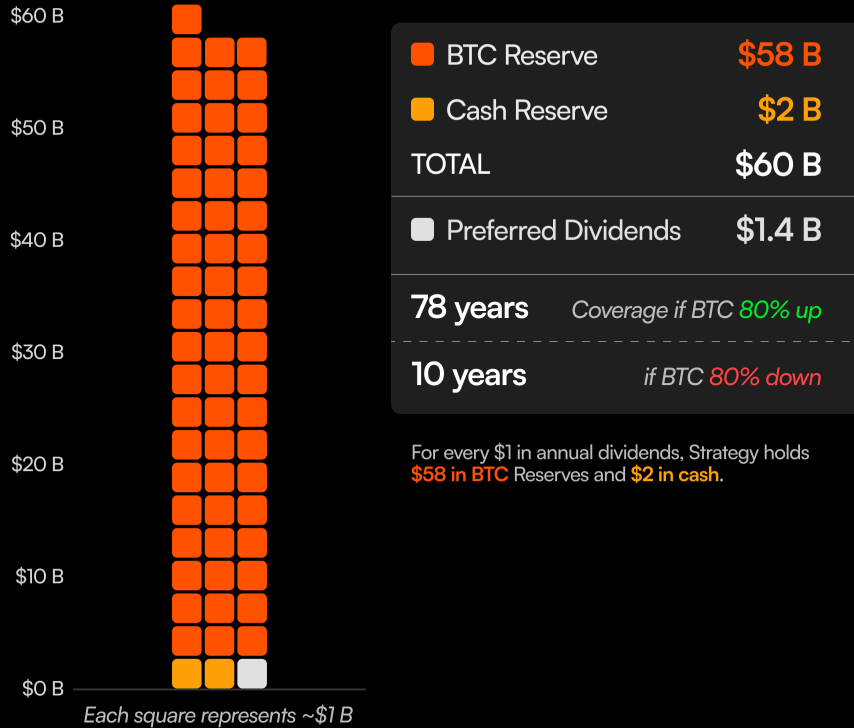 $60 B
$50 B
$40 B
$30 B
$20 B
$10 B
$0 B
Each square represents ~$1 B
BTC Reserve $58 B
Cash Reserve $2 B
TOTAL $60 B
Preferred Dividends $1.4 B
78 years Coverage if BTC 80% up
10 years if BTC 80% down
For every $1 in annual dividends, Strategy holds
$58 in BTC Reserves and $2 in cash.